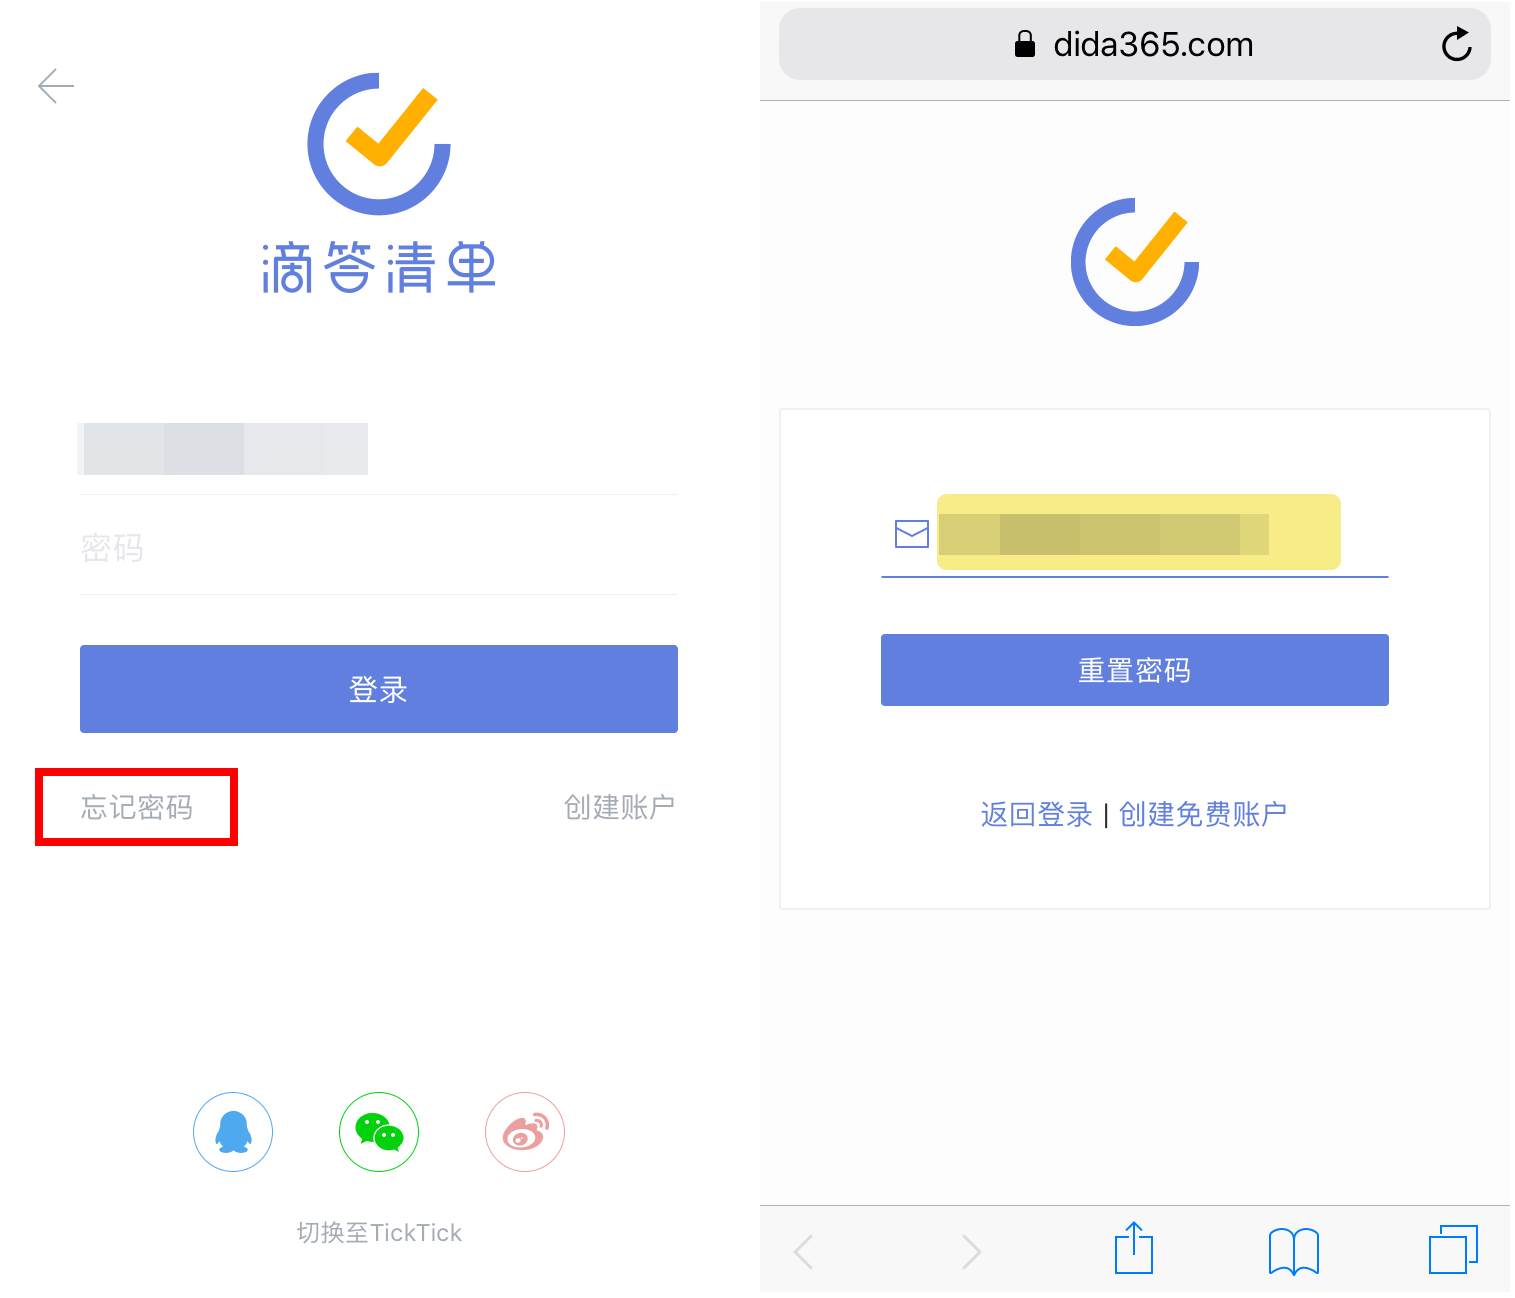 滴答清单
密码
登录
忘记密码
创建账户
切换至TickTick
dida365.com
重置密码
返回登录 | 创建免费账户